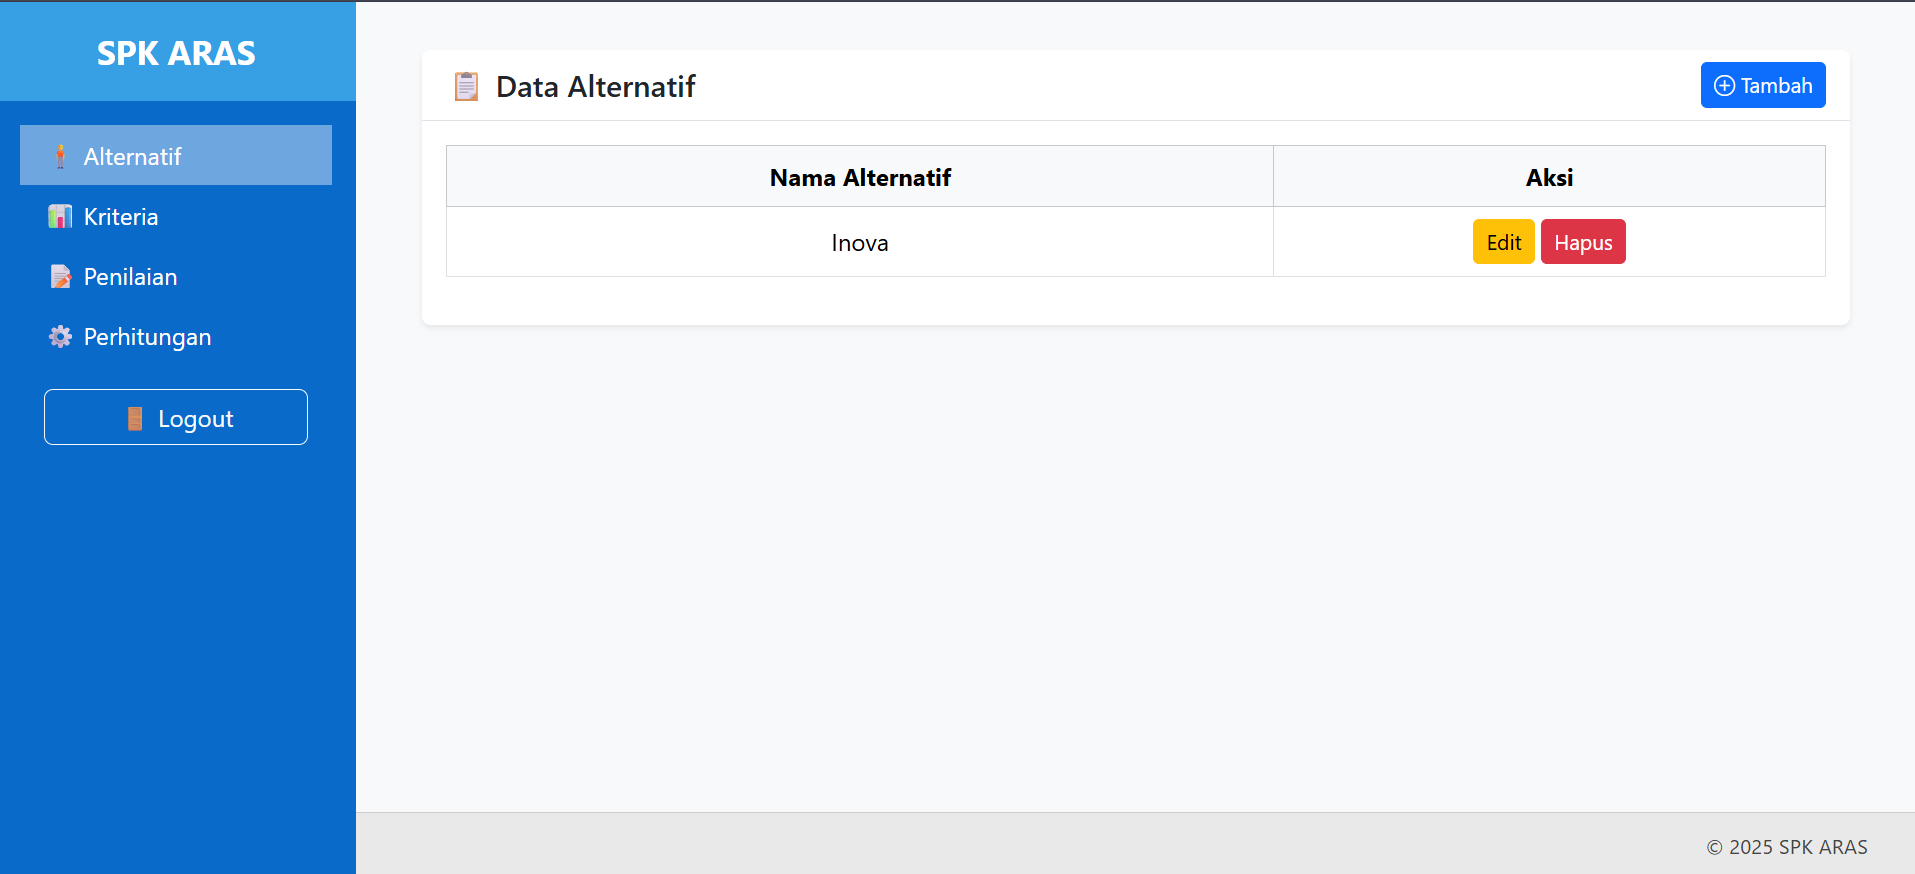 SPK ARAS
Alternatif
Kriteria
Penilaian
Perhitungan
Logout
Data Alternatif
Tambah
Nama Alternatif Aksi
Inova Edit Hapus
© 2025 SPK ARAS